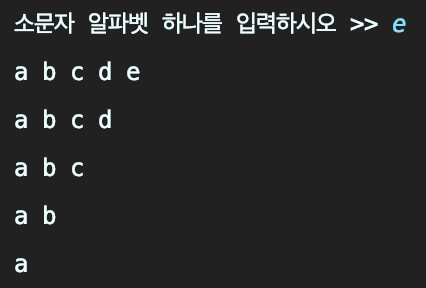 소문자 알파벳 하나를 입력하시오 >> e
a b c d e
a b c d
a b c
a b
a